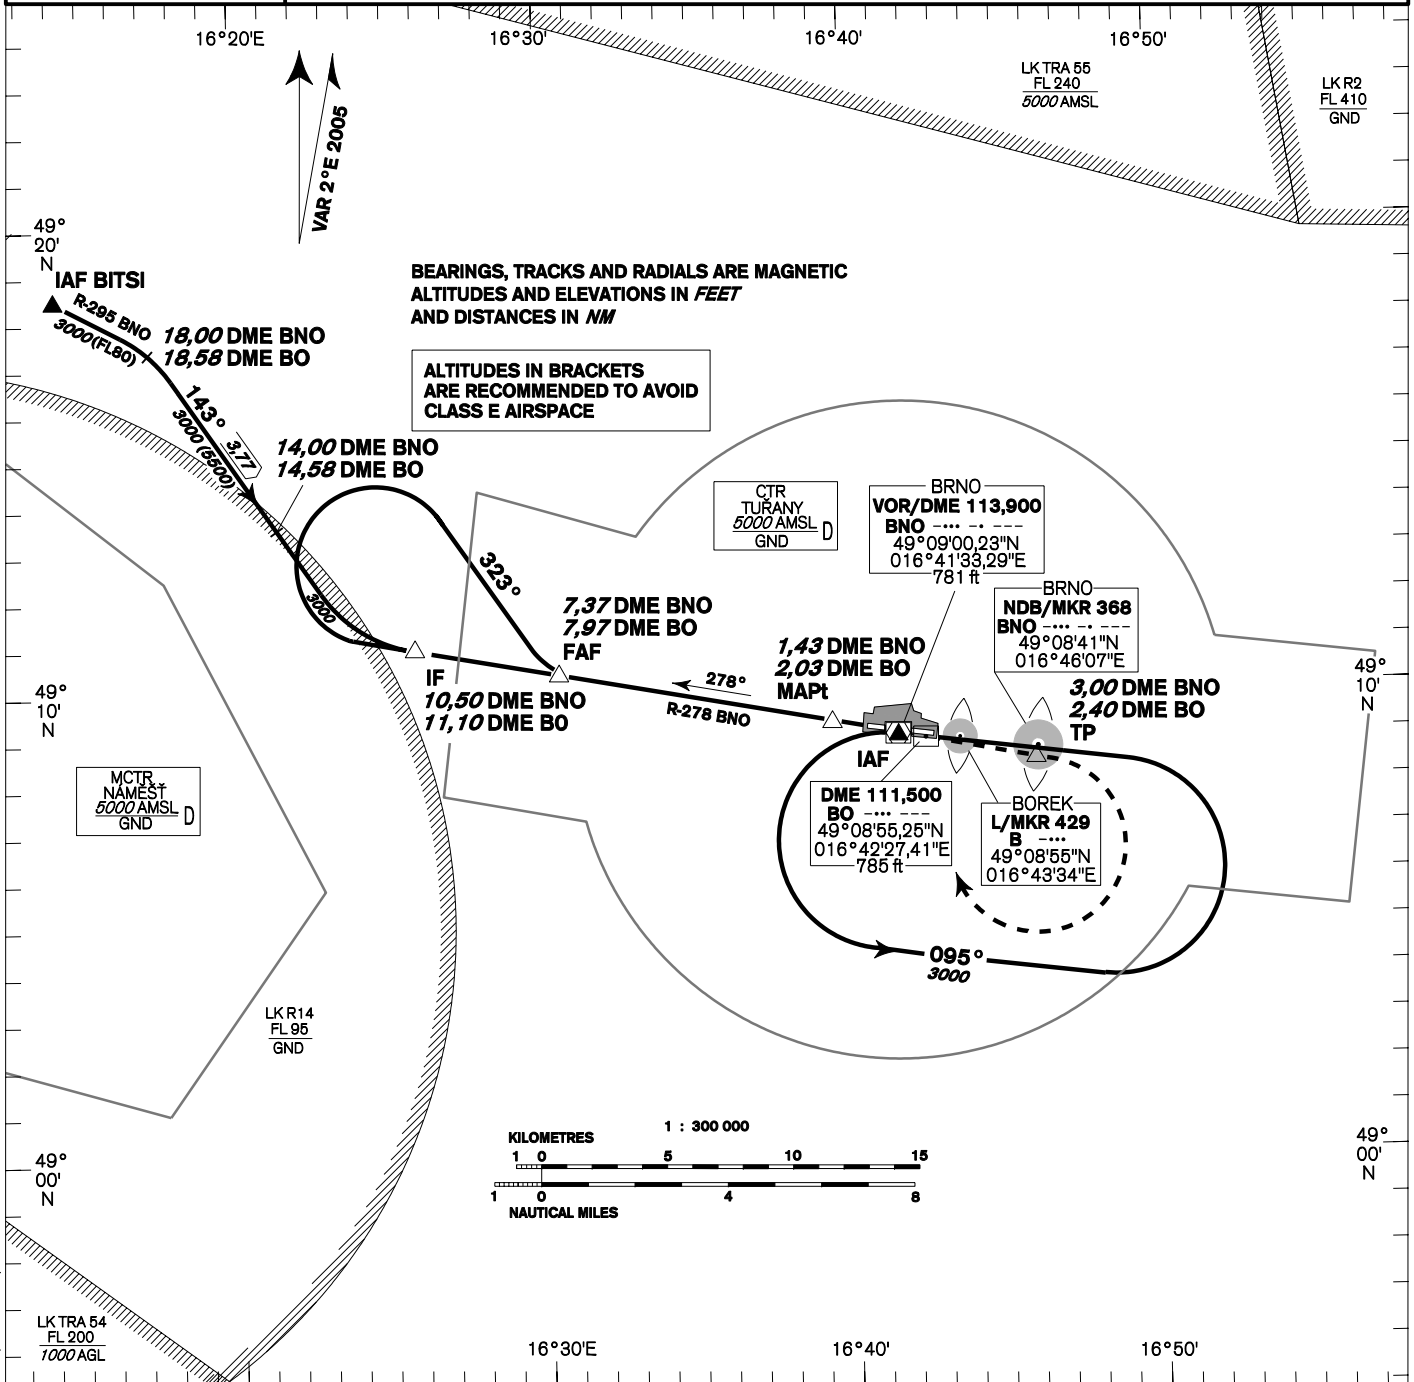 16°20'E
16°30'
16°40'
16°50'
LK TRA 55
FL 240
5000 AMSL
LK R2
FL 410
GND
VAR 2°E 2005
49°
20'
N
IAF BITSI
R-295 BNO
3000(FL80)
18,00 DME BNO
18,58 DME BO
BEARINGS, TRACKS AND RADIALS ARE MAGNETIC
ALTITUDES AND ELEVATIONS IN FEET
AND DISTANCES IN NM
ALTITUDES IN BRACKETS
ARE RECOMMENDED TO AVOID
CLASS E AIRSPACE
143°
3000 (5500)
3,77
14,00 DME BNO
14,58 DME BO
3000
323°
CTR
TUŘANY
5000 AMSL
GND
D
BRNO
VOR/DME 113,900
BNO -··· -· ---
49°09'00,23"N
016°41'33,29"E
781 ft
BRNO
NDB/MKR 368
BNO -··· -· ---
49°08'41"N
016°46'07"E
7,37 DME BNO
7,97 DME BO
FAF
1,43 DME BNO
2,03 DME BO
MAPt
278°
R-278 BNO
3,00 DME BNO
2,40 DME BO
TP
49°
10'
N
49°
10'
N
IF
10,50 DME BNO
11,10 DME BO
IAF
DME 111,500
BO -··· ---
49°08'55,25"N
016°42'27,41"E
785 ft
BOREK
L/MKR 429
B -···
49°08'55"N
016°43'34"E
MCTR
NÁMĚŠŤ
5000 AMSL
GND
D
095°
3000
LK R14
FL 95
GND
1 : 300 000
KILOMETRES
1 0 5 10 15
1 0 4 8
NAUTICAL MILES
49°
00'
N
49°
00'
N
LK TRA 54
FL 200
1000 AGL
16°30'E
16°40'
16°50'